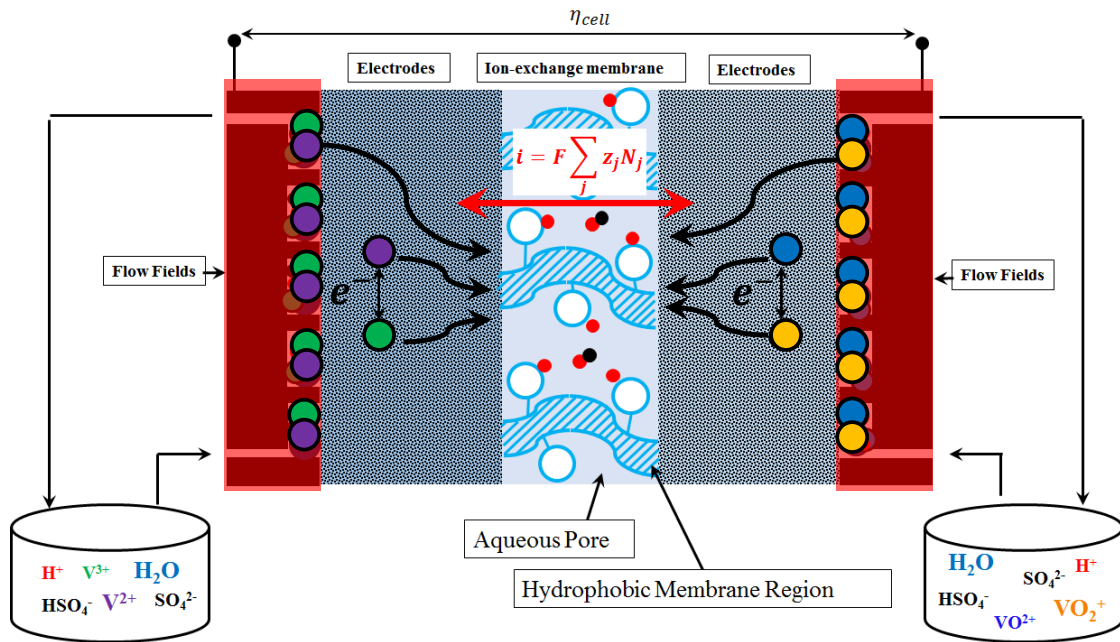 η_cell
Electrodes
Ion-exchange membrane
Electrodes
i = F ∑_j z_j N_j
Flow Fields
e⁻
e⁻
Flow Fields
Aqueous Pore
Hydrophobic Membrane Region
H⁺ V³⁺ H₂O
HSO₄⁻ V²⁺ SO₄²⁻
H₂O SO₄²⁻ H⁺
HSO₄⁻ VO²⁺ VO₂⁺